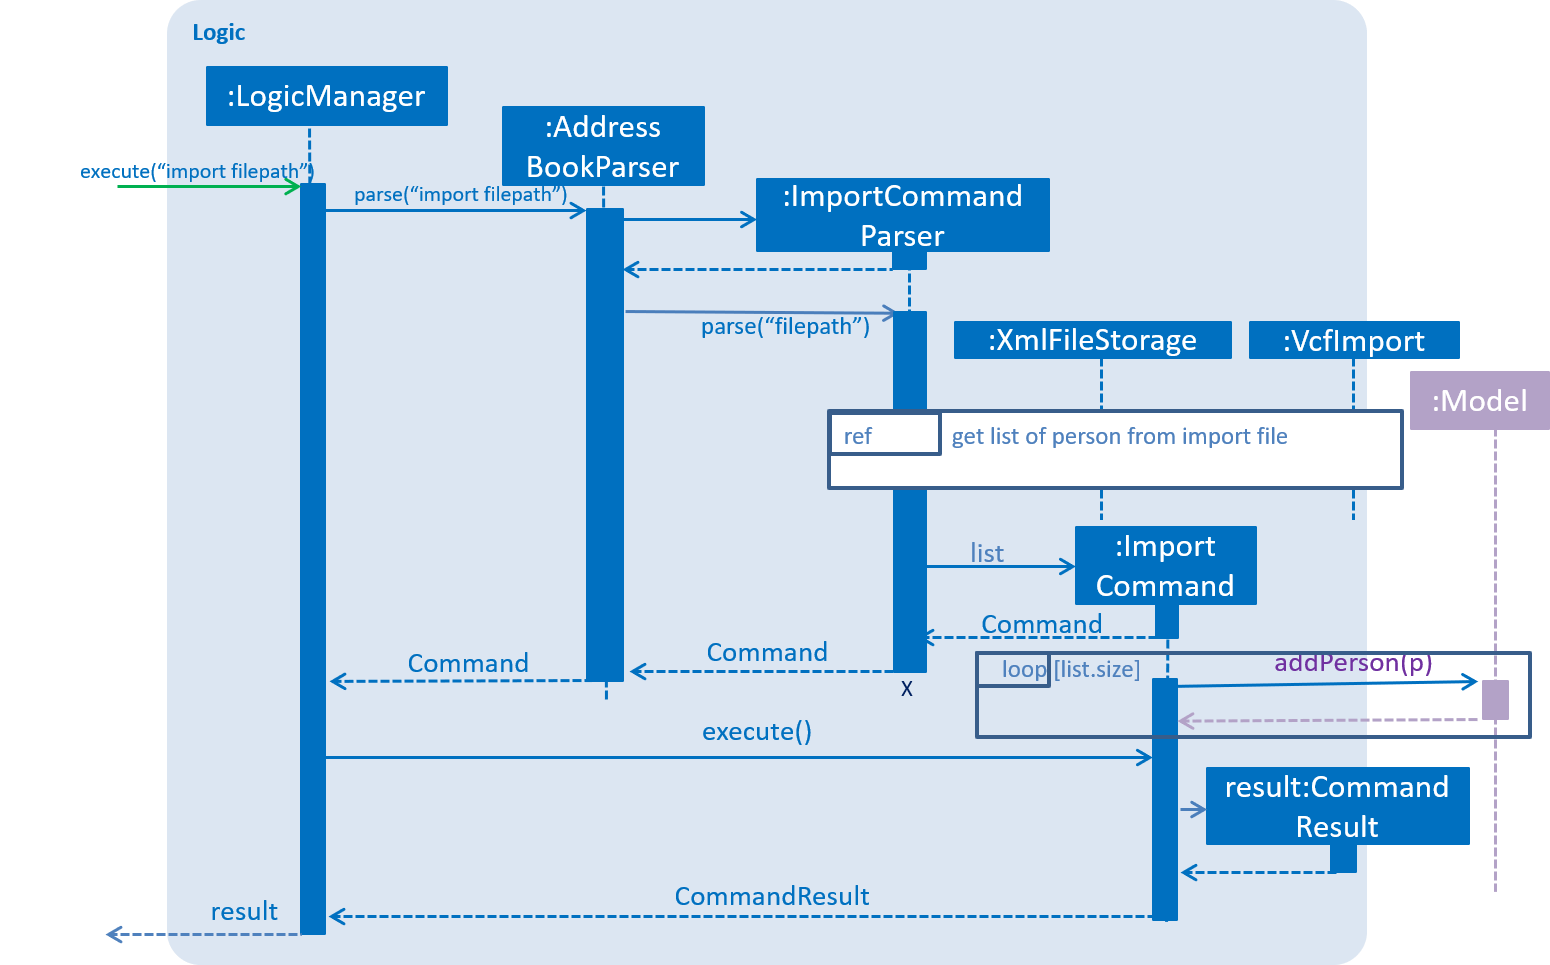 Logic
:LogicManager
:Address
BookParser
execute(“import filepath”)
parse(“import filepath”)
:ImportCommand
Parser
parse(“filepath”)
:XmlFileStorage
:VcfImport
:Model
ref
get list of person from import file
list
:Import
Command
Command
Command
Command
loop
[list.size]
addPerson(p)
X
execute()
result:Command
Result
CommandResult
result